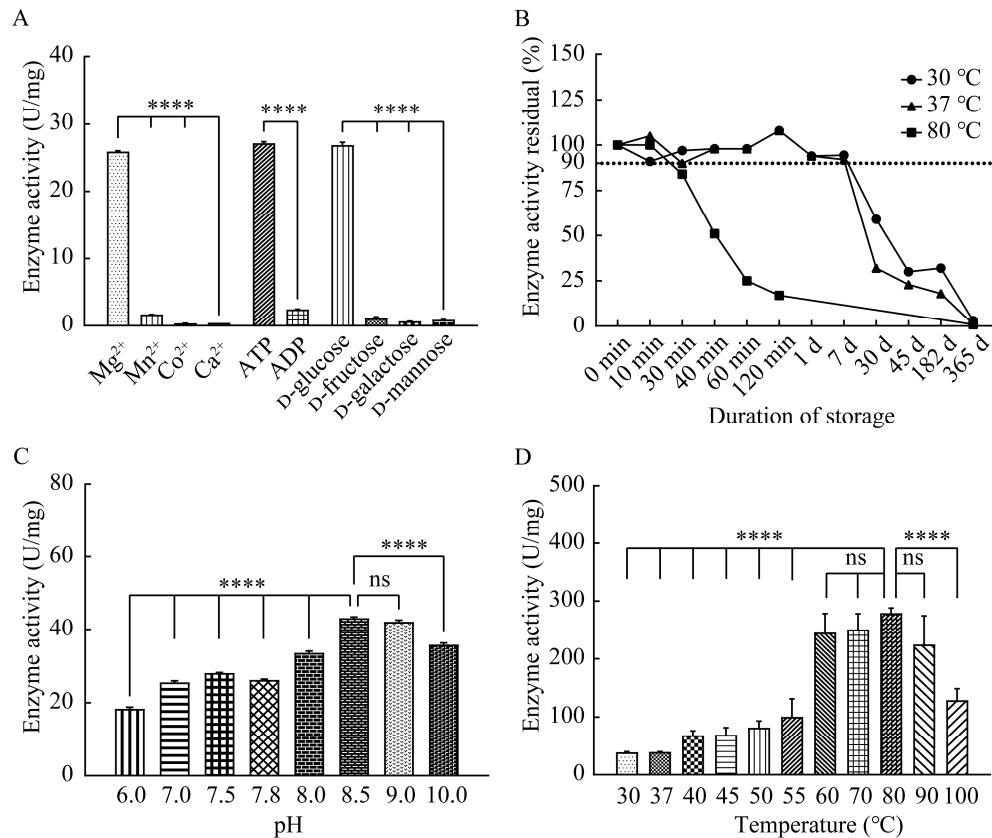 A
Enzyme activity (U/mg)
40
30
20
10
0
****
****
****
Mg²⁺
Mn²⁺
Co²⁺
Ca²⁺
ATP
ADP
D-glucose
D-fructose
D-galactose
D-mannose
B
Enzyme activity residual (%)
150
125
100
90
75
50
25
0
30 °C
37 °C
80 °C
0 min
10 min
30 min
40 min
60 min
120 min
1 d
7 d
30 d
45 d
182 d
365 d
Duration of storage
C
Enzyme activity (U/mg)
80
60
40
20
0
****
****
ns
6.0 7.0 7.5 7.8 8.0 8.5 9.0 10.0
pH
D
Enzyme activity (U/mg)
500
400
300
200
100
0
**** ****
ns ns
30 37 40 45 50 55 60 70 80 90 100
Temperature (°C)